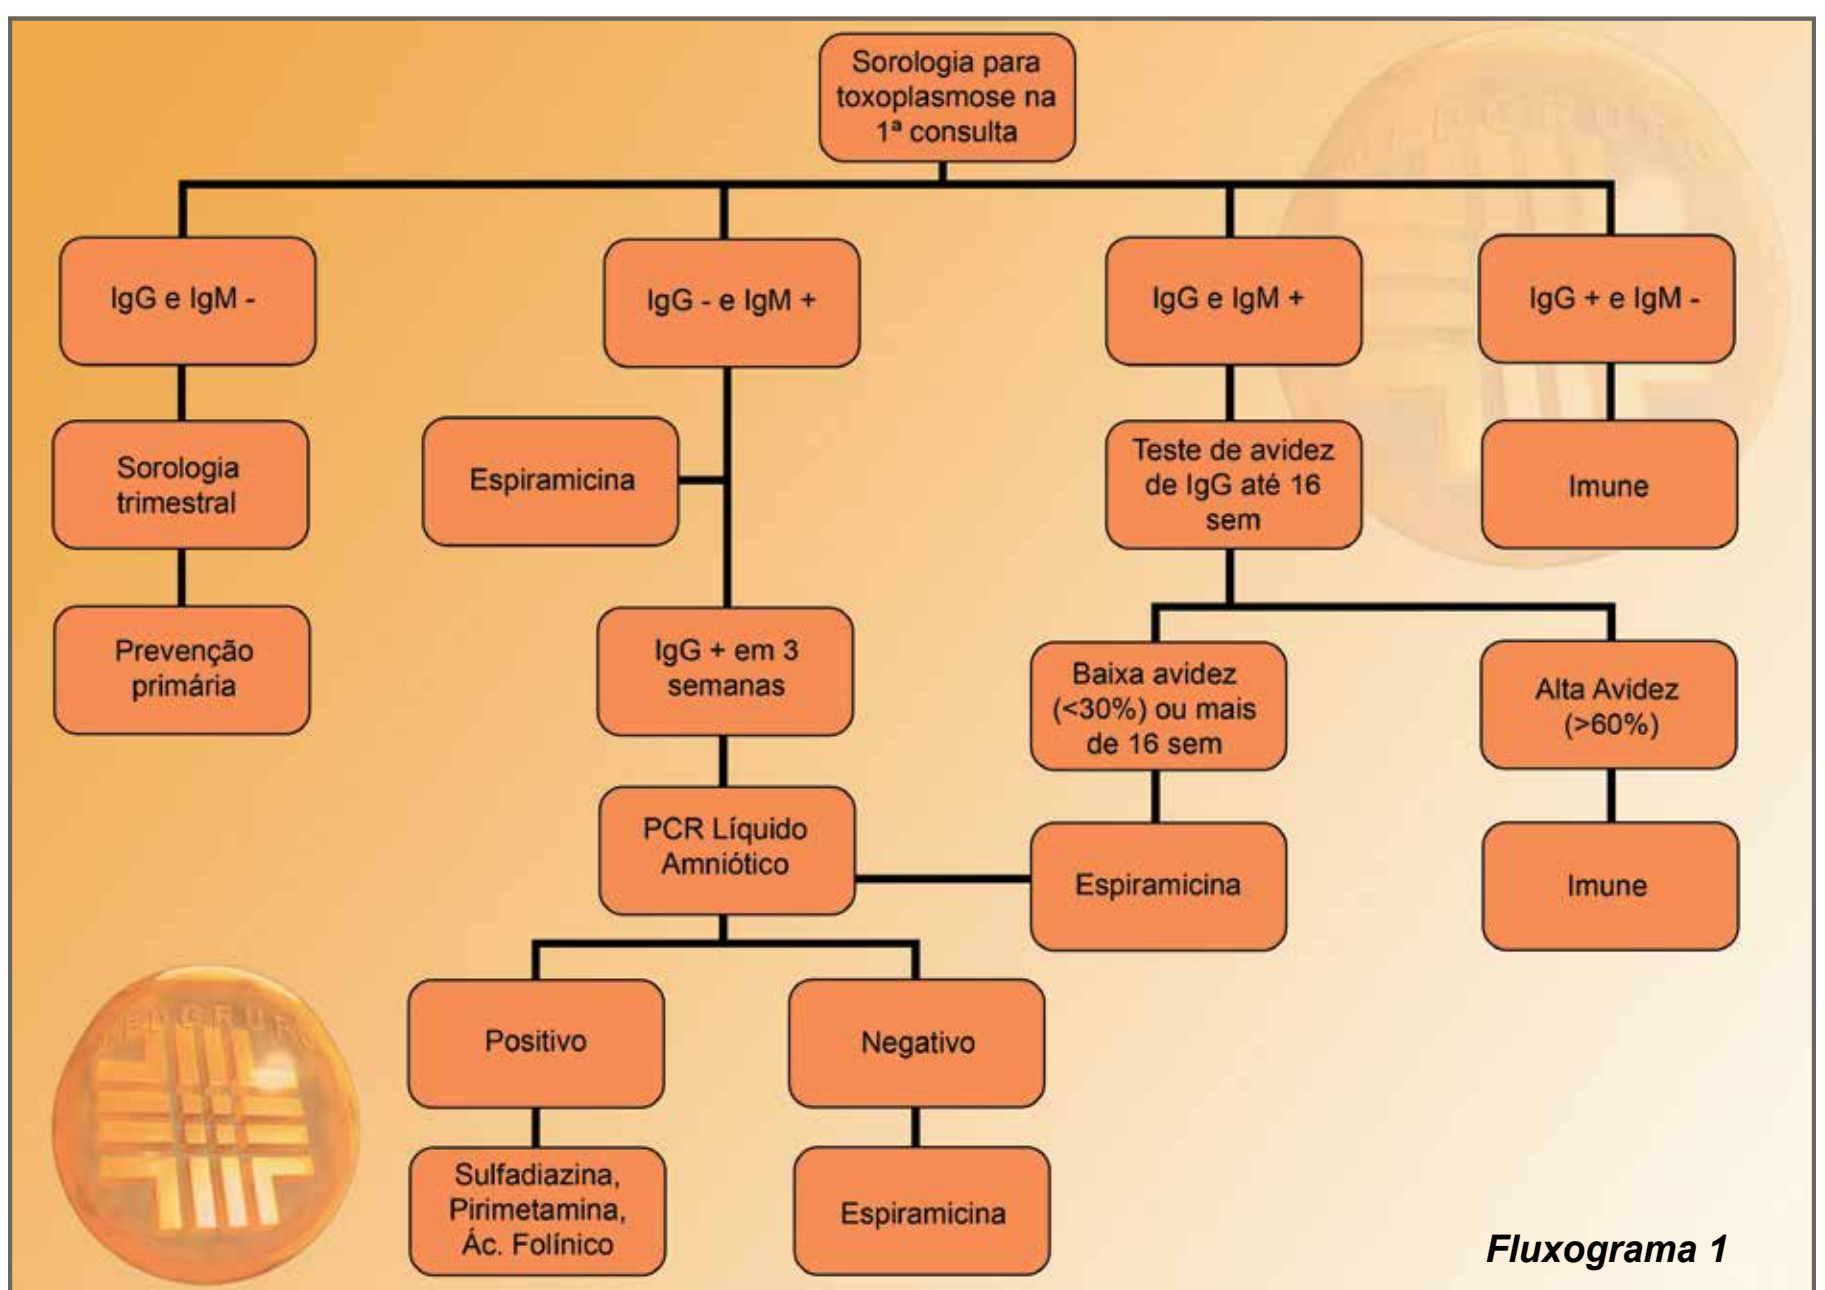 Sorologia para
toxoplasmose na
1ª consulta
IgG e IgM -
IgG - e IgM +
IgG e IgM +
IgG + e IgM -
Sorologia
trimestral
Espiramicina
Teste de avidez
de IgG até 16
sem
Imune
Prevenção
primária
IgG + em 3
semanas
Baixa avidez
(<30%) ou mais
de 16 sem
Alta Avidez
(>60%)
PCR Líquido
Amniótico
Espiramicina
Imune
Positivo
Negativo
Sulfadiazina,
Pirimetamina,
Ác. Folínico
Espiramicina
Fluxograma 1